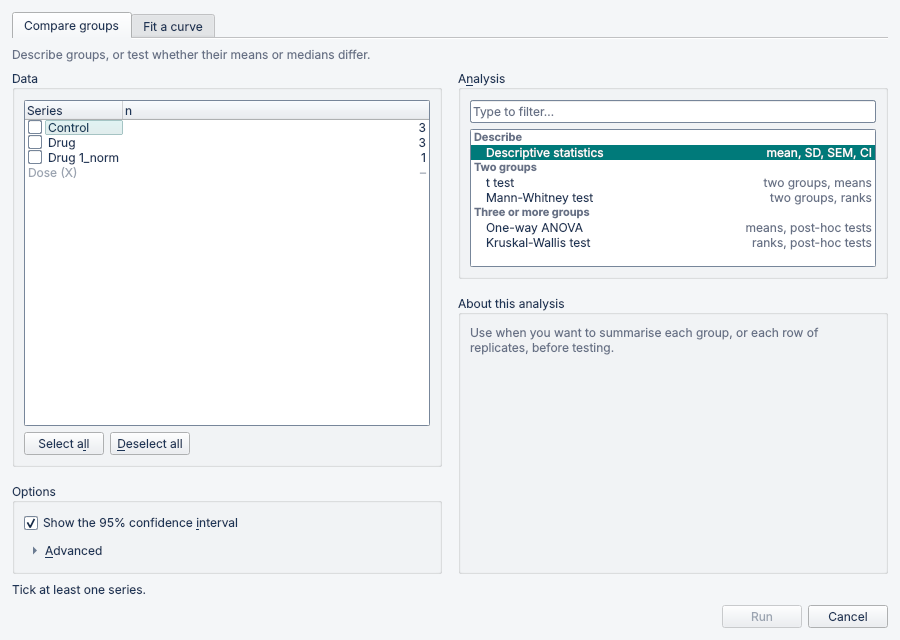 Compare groups
Fit a curve
Describe groups, or test whether their means or medians differ.
Data
Series n
Control 3
Drug 3
Drug 1_norm 1
Dose (X) –
Select all
Deselect all
Options
Show the 95% confidence interval
Advanced
Tick at least one series.
Analysis
Type to filter...
Describe
Descriptive statistics mean, SD, SEM, CI
Two groups
t test two groups, means
Mann-Whitney test two groups, ranks
Three or more groups
One-way ANOVA means, post-hoc tests
Kruskal-Wallis test ranks, post-hoc tests
About this analysis
Use when you want to summarise each group, or each row of
replicates, before testing.
Run
Cancel